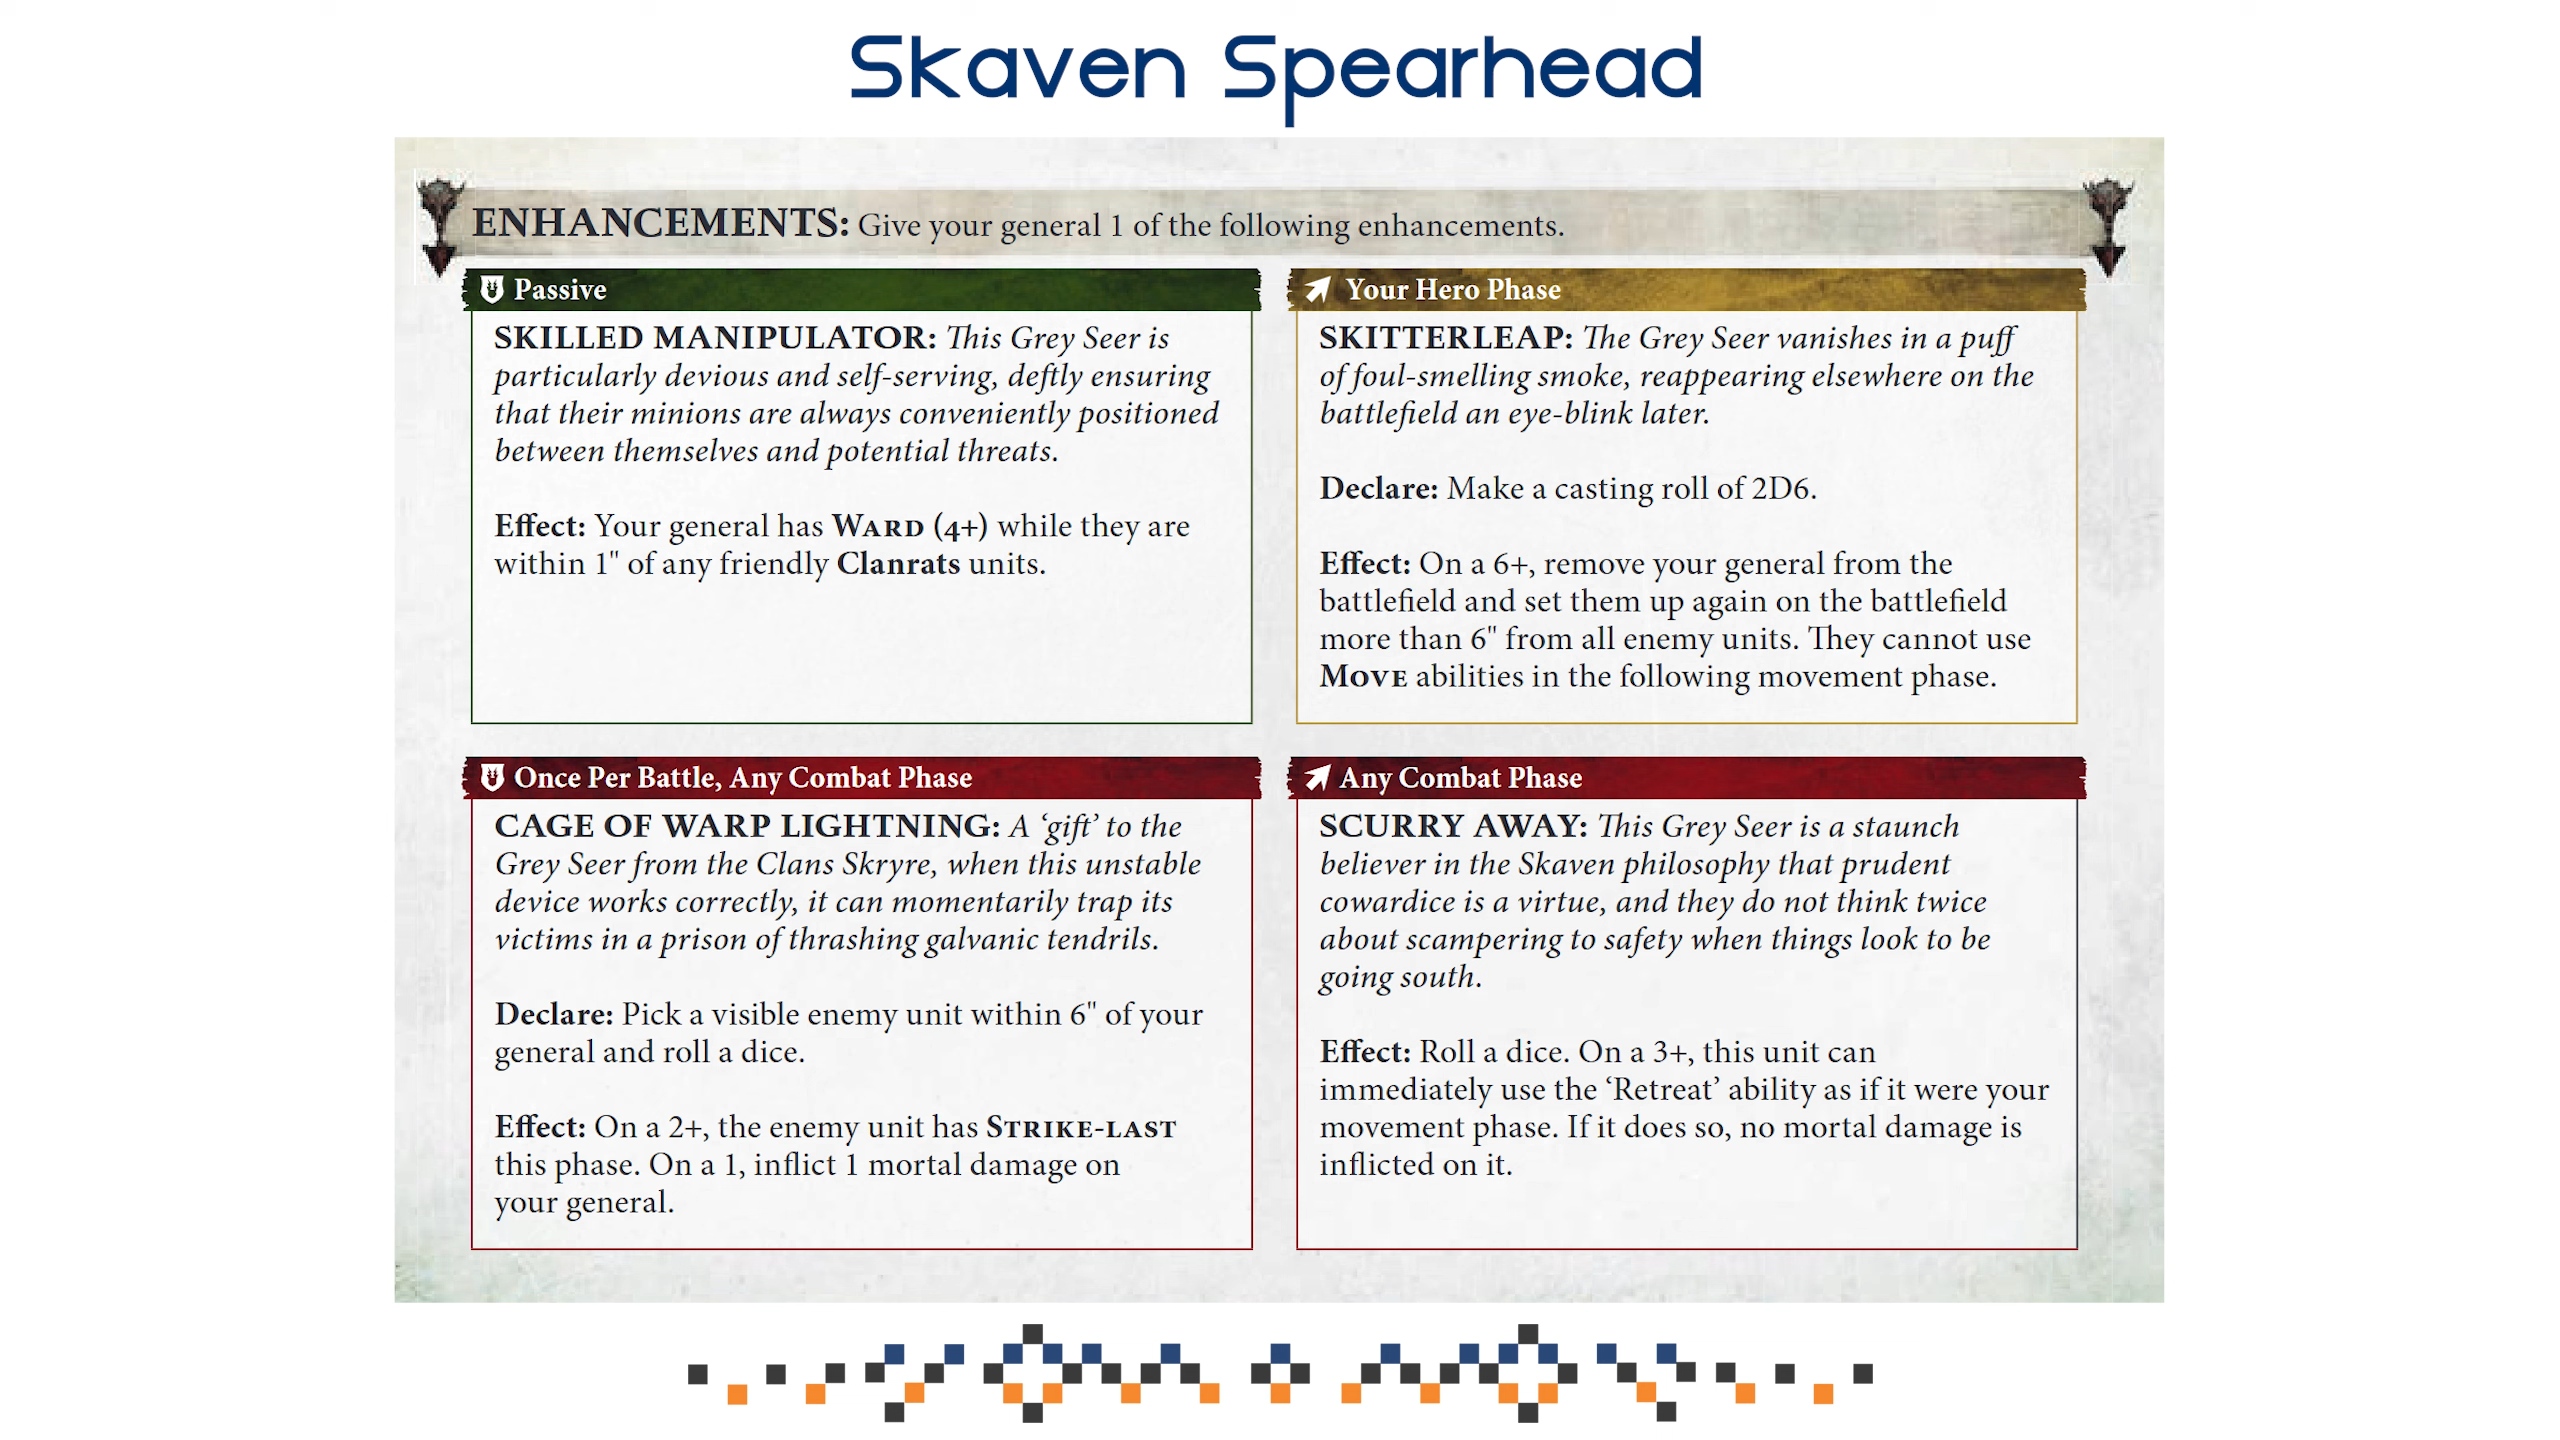 Skaven Spearhead
ENHANCEMENTS: Give your general 1 of the following enhancements.
Passive
SKILLED MANIPULATOR: This Grey Seer is
particularly devious and self-serving, deftly ensuring
that their minions are always conveniently positioned
between themselves and potential threats.
Effect: Your general has WARD (4+) while they are
within 1" of any friendly Clanrats units.
Your Hero Phase
SKITTERLEAP: The Grey Seer vanishes in a puff
of foul-smelling smoke, reappearing elsewhere on the
battlefield an eye-blink later.
Declare: Make a casting roll of 2D6.
Effect: On a 6+, remove your general from the
battlefield and set them up again on the battlefield
more than 6" from all enemy units. They cannot use
MOVE abilities in the following movement phase.
Once Per Battle, Any Combat Phase
CAGE OF WARP LIGHTNING: A ‘gift’ to the
Grey Seer from the Clans Skryre, when this unstable
device works correctly, it can momentarily trap its
victims in a prison of thrashing galvanic tendrils.
Declare: Pick a visible enemy unit within 6" of your
general and roll a dice.
Effect: On a 2+, the enemy unit has STRIKE-LAST
this phase. On a 1, inflict 1 mortal damage on
your general.
Any Combat Phase
SCURRY AWAY: This Grey Seer is a staunch
believer in the Skaven philosophy that prudent
cowardice is a virtue, and they do not think twice
about scampering to safety when things look to be
going south.
Effect: Roll a dice. On a 3+, this unit can
immediately use the ‘Retreat’ ability as if it were your
movement phase. If it does so, no mortal damage is
inflicted on it.